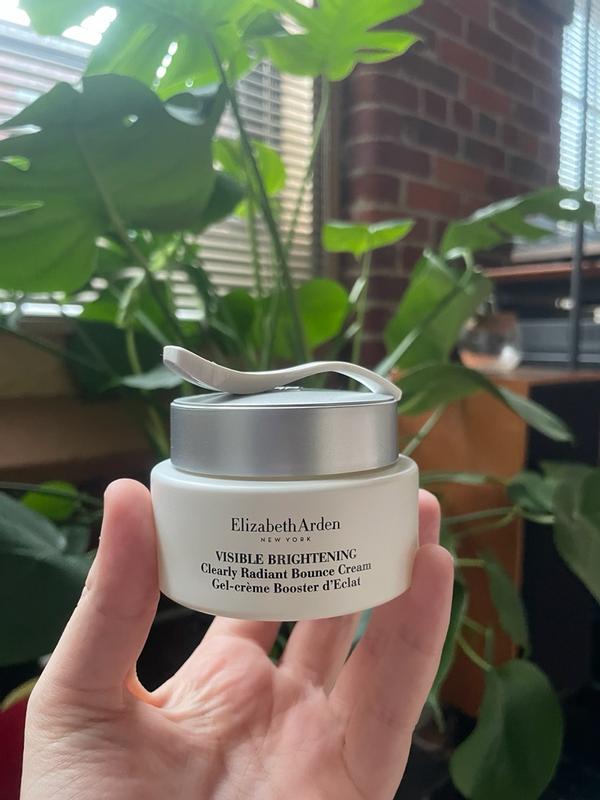 ElizabethArden
NEW YORK
VISIBLE BRIGHTENING
Clearly Radiant Bounce Cream
Gel-crème Booster d'Eclat